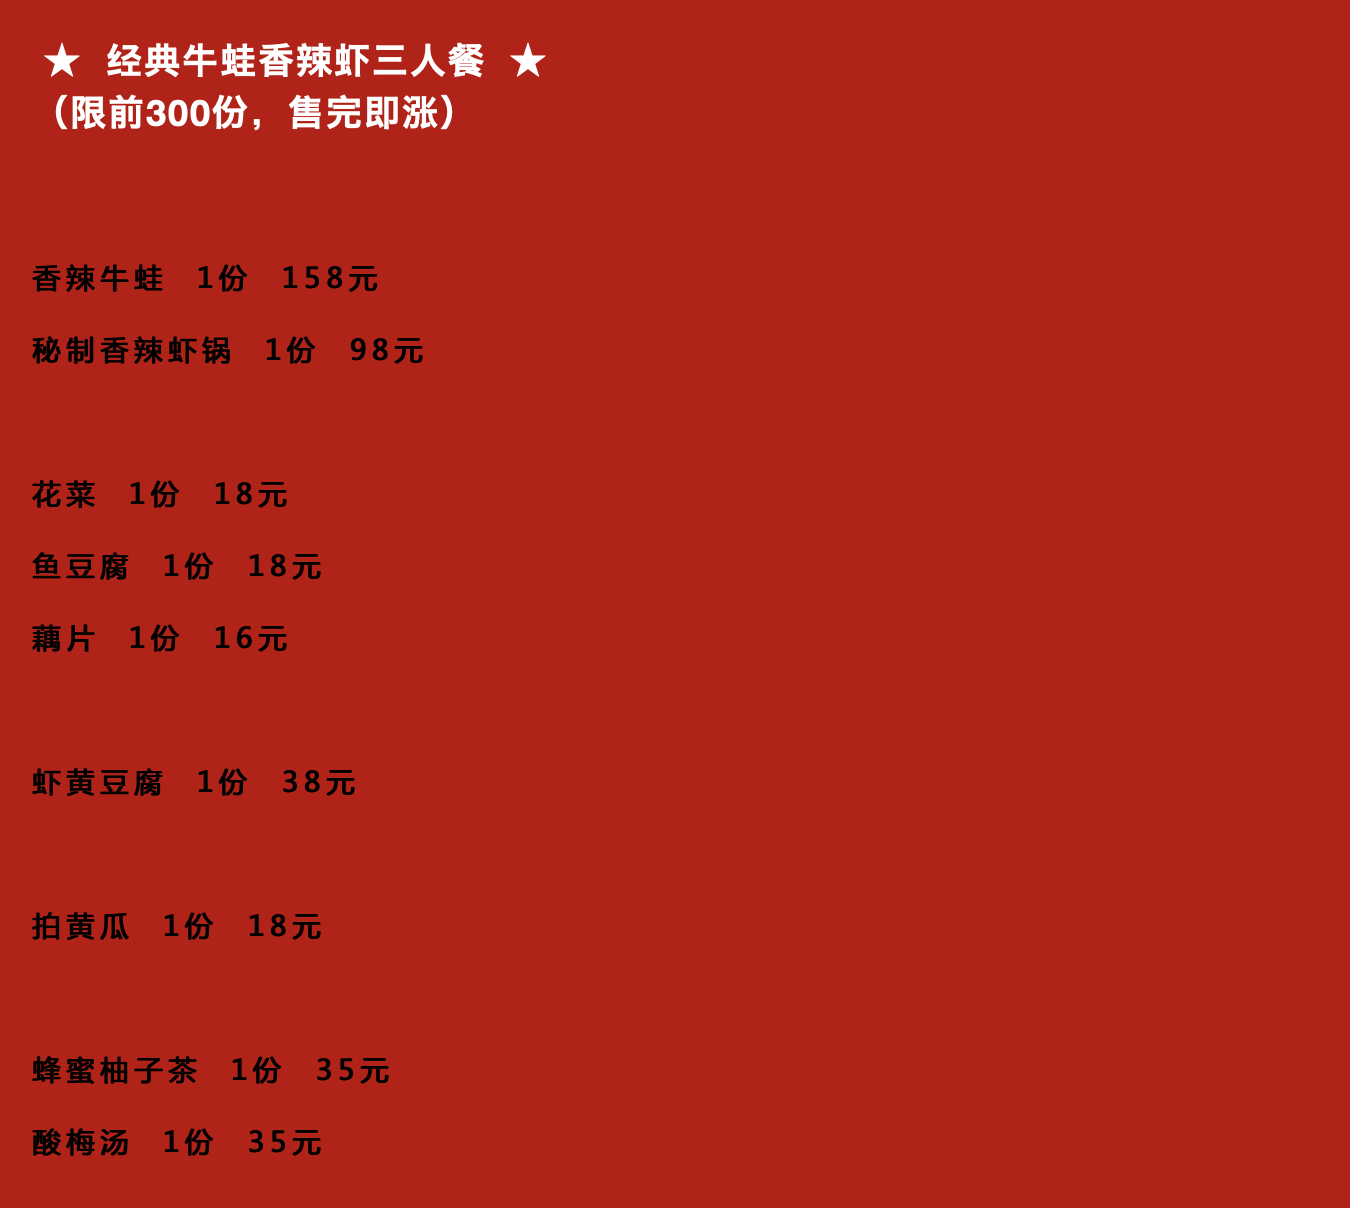 ★ 经典牛蛙香辣虾三人餐 ★
（限前300份，售完即涨）
香辣牛蛙 1份 158元
秘制香辣虾锅 1份 98元
花菜 1份 18元
鱼豆腐 1份 18元
藕片 1份 16元
虾黄豆腐 1份 38元
拍黄瓜 1份 18元
蜂蜜柚子茶 1份 35元
酸梅汤 1份 35元